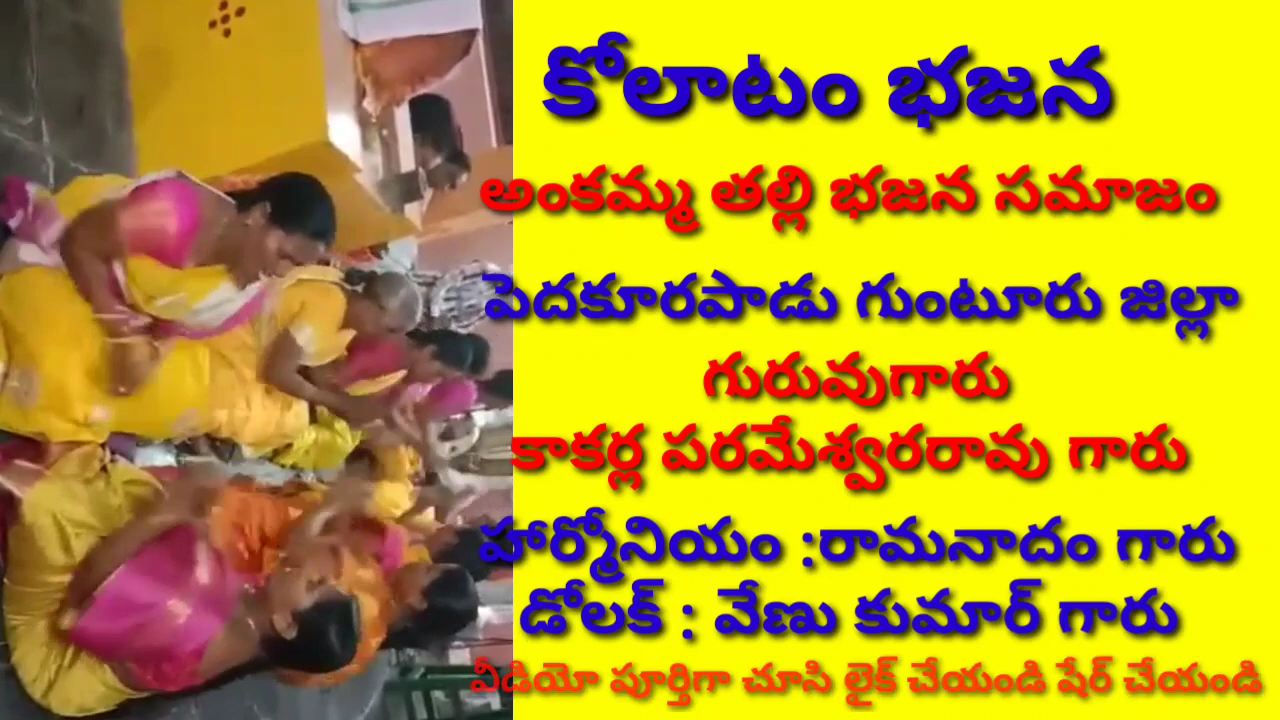 కోలాటం భజన
అంకమ్మ తల్లి భజన సమాజం
పెదకూరపాడు గుంటూరు జిల్లా
గురువుగారు
కాకర్ల పరమేశ్వరరావు గారు
హార్మోనియం :రామనాదం గారు
డోలక్ : వేణు కుమార్ గారు
వీడియో పూర్తిగా చూసి లైక్ చేయండి షేర్ చేయండి